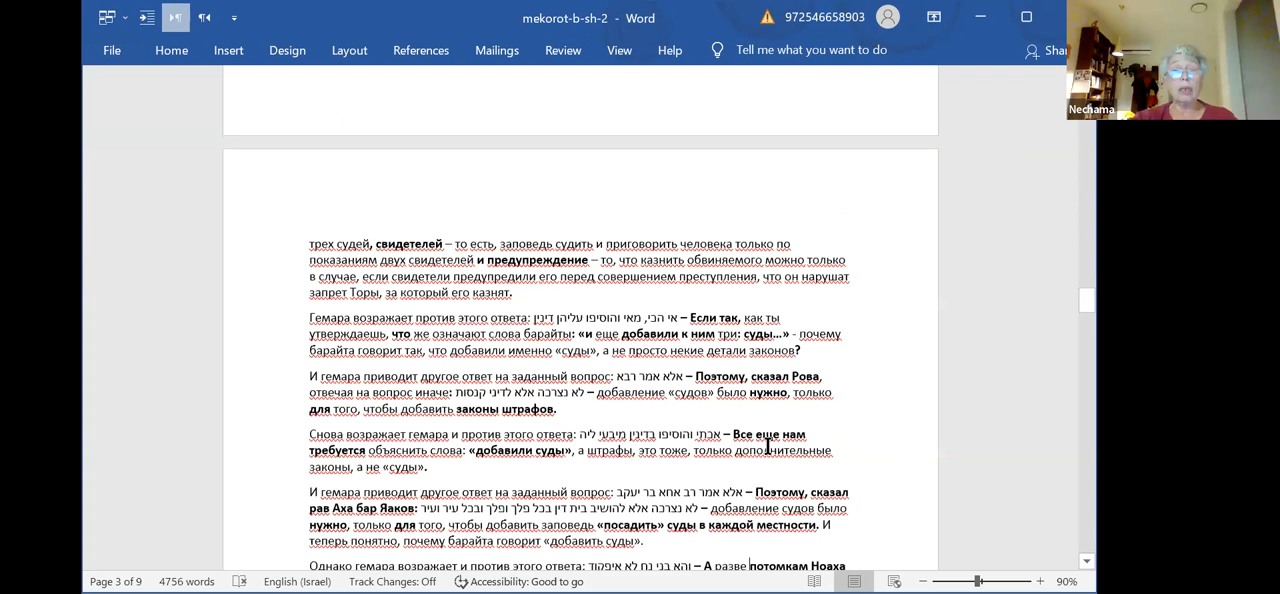 mekorot-b-sh-2 - Word
972546658903
File Home Insert Design Layout References Mailings Review View Help Tell me what you want to do Shar
Nechama
трех судей, свидетелей – то есть, заповедь судить и приговорить человека только по
показаниям двух свидетелей и предупреждение – то, что казнить обвиняемого можно только
в случае, если свидетели предупредили его перед совершением преступления, что он нарушат
запрет Торы, за который его казнят.
Гемара возражает против этого ответа: אי הכי, מאי והוסיפו עליהן דינין – Если так, как ты
утверждаешь, что же означают слова барайты: «и еще добавили к ним три: суды…» - почему
барайта говорит так, что добавили именно «суды», а не просто некие детали законов?
И гемара приводит другое ответ на заданный вопрос: אלא אמר רבא – Поэтому, сказал Рова,
отвечая на вопрос иначе: לא נצרכה אלא לדיני קנסות – добавление «судов» было нужно, только
для того, чтобы добавить законы штрафов.
Снова возражает гемара и против этого ответа: אכתי והוסיפו בדינין מיבעי ליה – Все еще нам
требуется объяснить слова: «добавили суды», а штрафы, это тоже, только дополнительные
законы, а не «суды».
И гемара приводит другое ответ на заданный вопрос: אלא אמר רב אחא בר יעקב – Поэтому, сказал
рав Аха бар Яаков: לא נצרכה אלא להושיב בית דין בכל פלך ופלך ובכל עיר ועיר – добавление судов было
нужно, только для того, чтобы добавить заповедь «посадить» суды в каждой местности. И
теперь понятно, почему барайта говорит «добавить суды».
Однако гемара возражает и против этого ответа: והא בני נח לא איפקוד – А разве потомкам Ноаха
Page 3 of 9 4756 words English (Israel) Track Changes: Off Accessibility: Good to go 90%